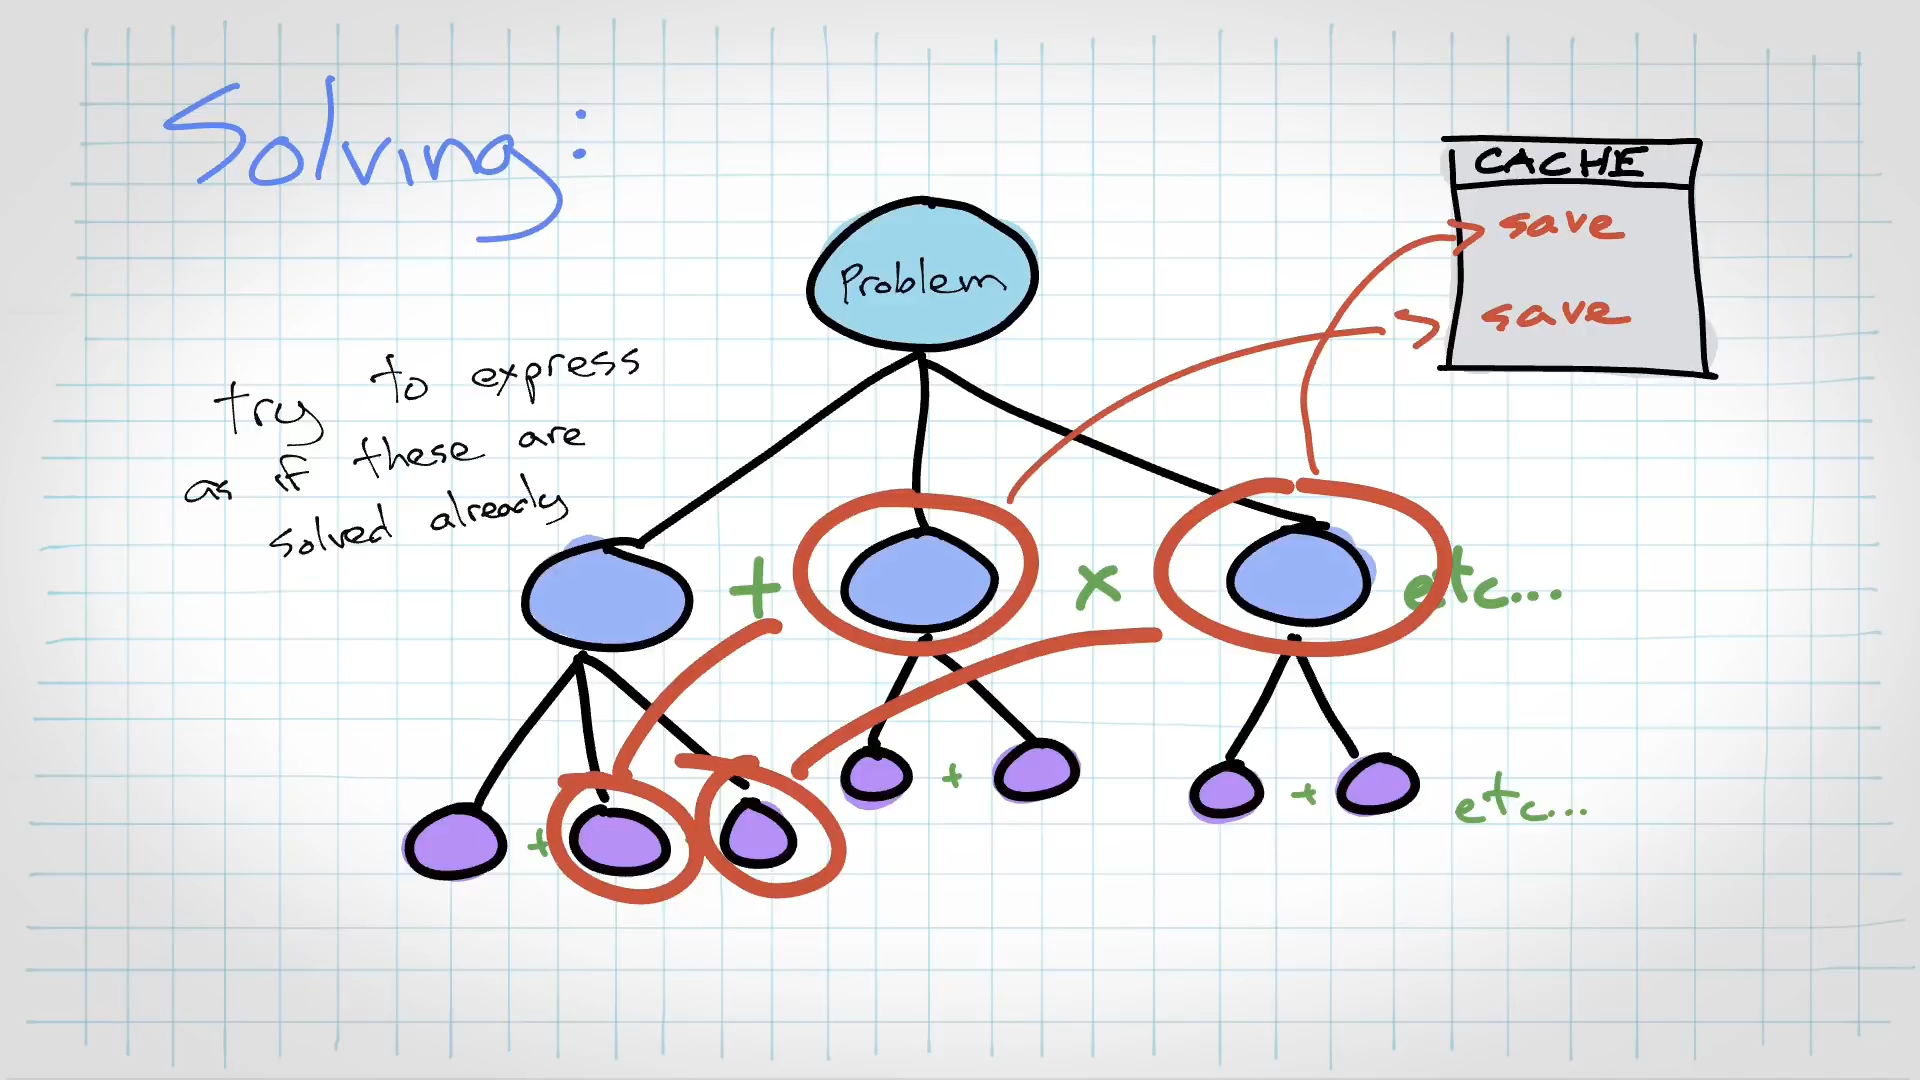 Solving:
CACHE
save
save
Problem
try to express
as if these are
solved already
+ x etc...
+ + + etc...